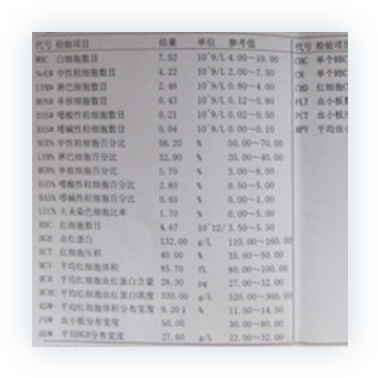 代号 检验项目 结果 单位 参考值 代号 检验项目
WBC 白细胞数目 7.52 10^9/L 4.00~10.00 CHC 单个RBC
NeE# 中性粒细胞数目 4.22 10^9/L 2.00~7.50 CH 单个RBC
LYM# 淋巴细胞数目 2.48 10^9/L 0.80~4.00 CHD 红细胞C
MON# 单核细胞数目 0.43 10^9/L 0.12~0.80 PLT 血小板数
EOS# 嗜酸性粒细胞数目 0.21 10^9/L 0.02~0.50 PCT 血小板
BAS# 嗜碱性粒细胞数目 0.04 10^9/L 0.00~0.10 MPV 平均血小
NEE% 中性粒细胞百分比 56.20 % 50.00~70.00
LYM% 淋巴细胞百分比 32.90 % 20.00~40.00
MON% 单核细胞百分比 5.70 % 3.00~8.00
EOS% 嗜酸性粒细胞百分比 2.80 % 0.50~5.00
BAS% 嗜碱性粒细胞百分比 0.60 % 0.00~1.00
LUC% 大未染色细胞比率 1.70 % 0.00~5.00
RBC 红细胞数目 4.67 10^12/ 3.50~5.50
HGB 血红蛋白 132.00 g/L 110.00~160.00
HCT 红细胞压积 40.00 % 35.00~50.00
MCV 平均红细胞体积 85.70 fL 80.00~100.00
MCH 平均红细胞血红蛋白含量 28.30 pg 27.00~32.00
MCHC 平均红细胞血红蛋白浓度 330.00 g/L 320.00~360.00
RDW 平均红细胞体积分布宽度 9.20↓ % 11.50~14.50
PDW 血小板分布宽度 50.00 30.00~80.00
HDW 平均HGB分布宽度 27.60 g/L 22.00~32.00